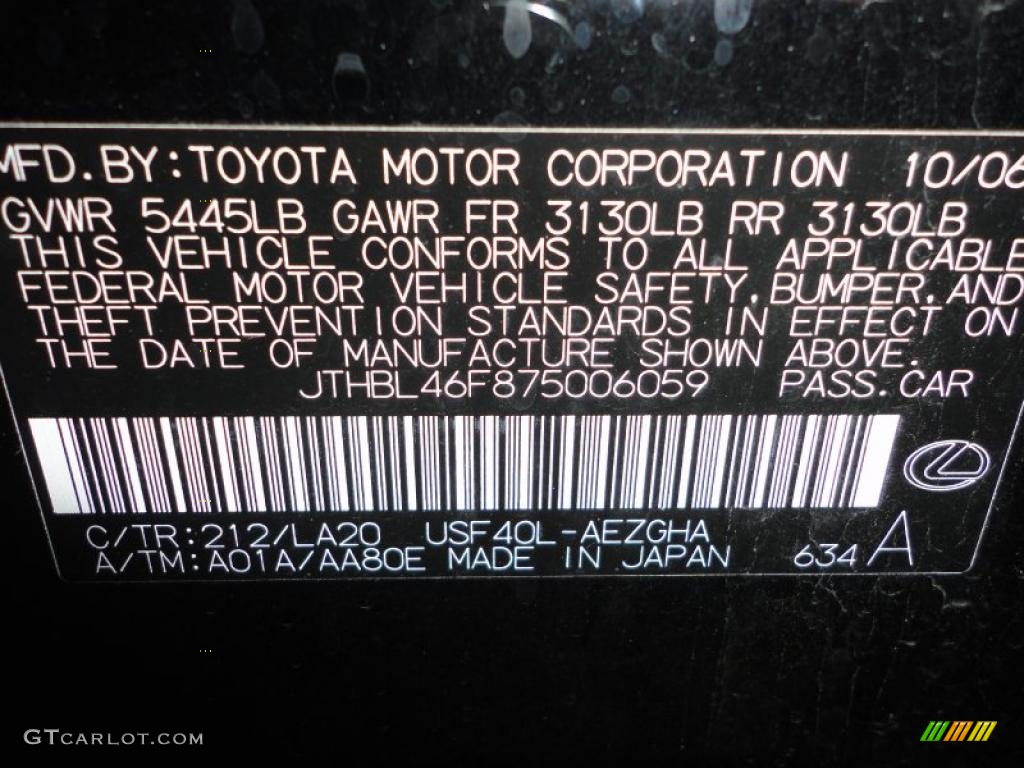 MFD.BY:TOYOTA MOTOR CORPORATION 10/06
GVWR 5445LB GAWR FR 3130LB RR 3130LB
THIS VEHICLE CONFORMS TO ALL APPLICABLE
FEDERAL MOTOR VEHICLE SAFETY,BUMPER,AND
THEFT PREVENTION STANDARDS IN EFFECT ON
THE DATE OF MANUFACTURE SHOWN ABOVE.
JTHBL46F875006059 PASS.CAR
C/TR:212/LA20 USF40L-AEZGHA
A/TM:A01A/AA80E MADE IN JAPAN 634 A
GTCARLOT.COM